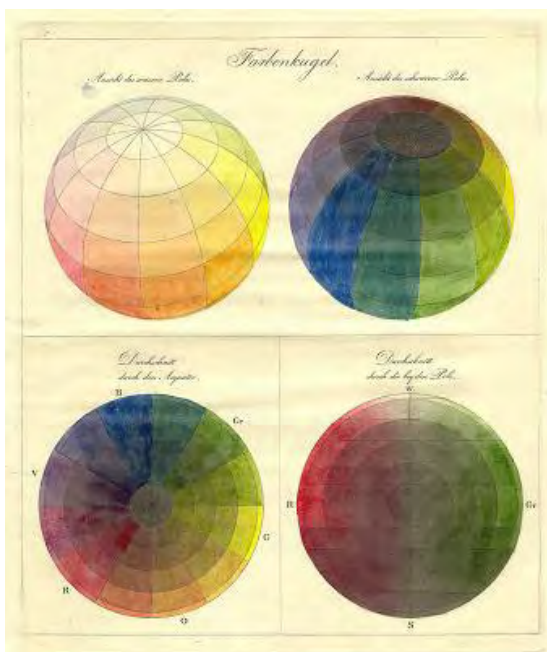 Farbenkugel.
Ansicht des weissen Pols.
Ansicht des schwarzen Pols.
Durchschnitt
durch den Aequator.
Durchschnitt
durch die beyden Pole.
B
Gr
V
G
R
O
W
R
Gr
S